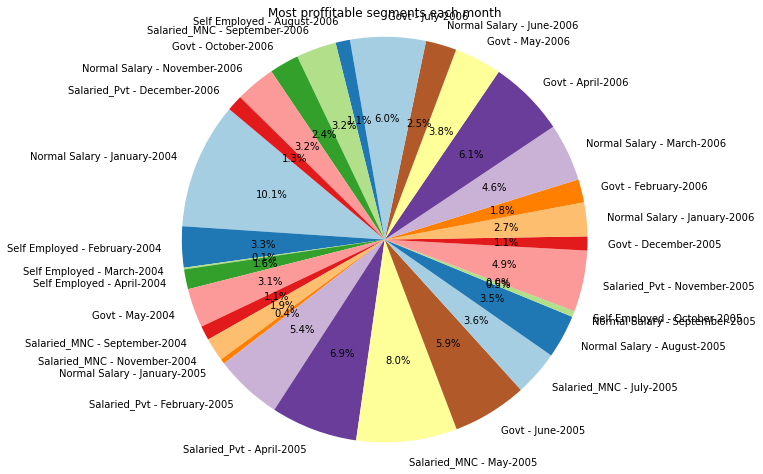 Most proffitable segments each month
Govt - July-2006
Self Employed - August-2006
Normal Salary - June-2006
Salaried_MNC - September-2006
Govt - May-2006
Govt - October-2006
Normal Salary - November-2006
Govt - April-2006
Salaried_Pvt - December-2006
Normal Salary - March-2006
Normal Salary - January-2004
Govt - February-2006
Normal Salary - January-2006
Self Employed - February-2004
Govt - December-2005
Self Employed - March-2004
Self Employed - April-2004
Salaried_Pvt - November-2005
Govt - May-2004
Self Employed - October-2005
Normal Salary - September-2005
Salaried_MNC - September-2004
Normal Salary - August-2005
Salaried_MNC - November-2004
Normal Salary - January-2005
Salaried_MNC - July-2005
Salaried_Pvt - February-2005
Govt - June-2005
Salaried_Pvt - April-2005
Salaried_MNC - May-2005
1.1%
6.0%
2.5%
3.8%
3.2%
2.4%
3.2%
1.3%
6.1%
4.6%
10.1%
1.8%
2.7%
3.3%
1.1%
0.1%
1.6%
4.9%
3.1%
1.1%
1.9%
0.4%
3.5%
5.4%
3.6%
6.9%
5.9%
8.0%